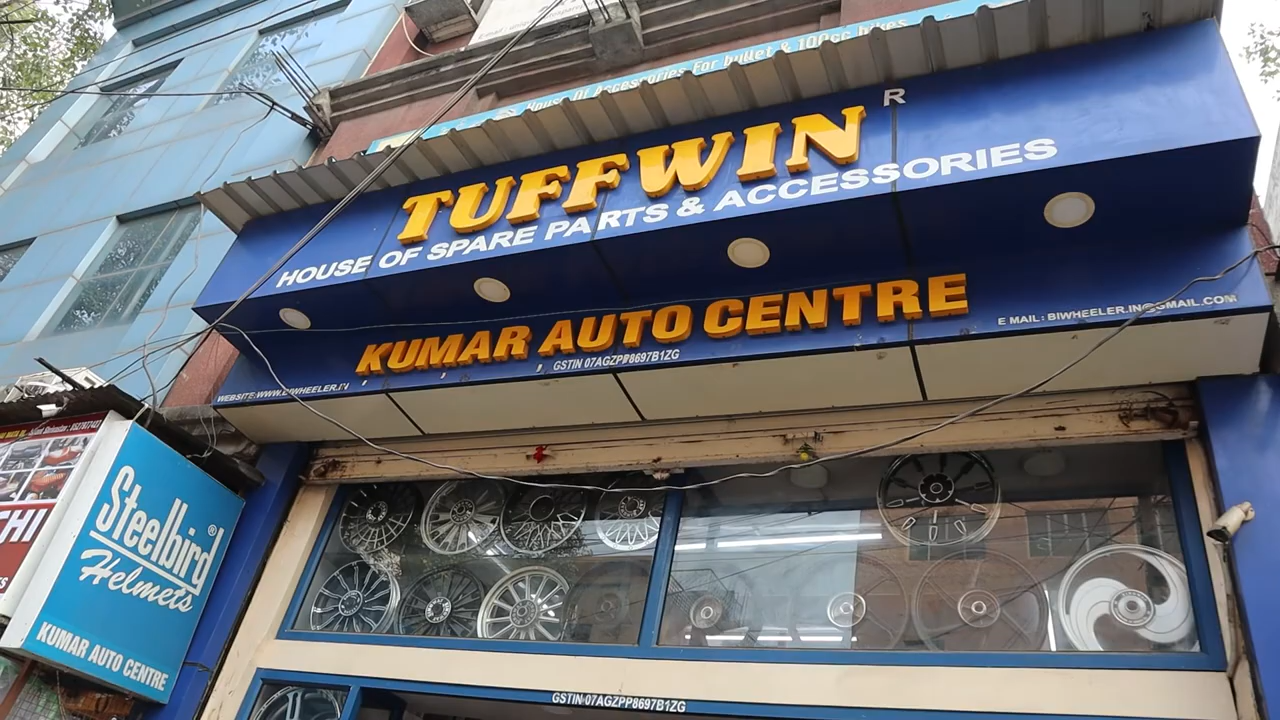 House Of Accessories For bullet & 100cc bikes
TUFFWIN R
HOUSE OF SPARE PARTS & ACCESSORIES
KUMAR AUTO CENTRE
GSTIN 07AGZPP8697B1ZG
E MAIL : BIWHEELER.IN@GMAIL.COM
WEBSITE:WWW.BIWHEELER.IN
Steelbird®
Helmets
KUMAR AUTO CENTRE
GSTIN 07AGZPP8697B1ZG